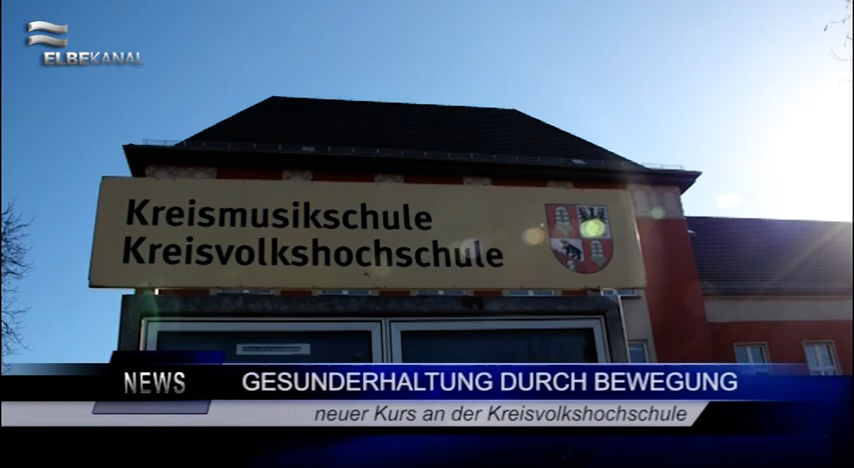 ELBEKANAL
Kreismusikschule
Kreisvolkshochschule
NEWS
GESUNDERHALTUNG DURCH BEWEGUNG
neuer Kurs an der Kreisvolkshochschule